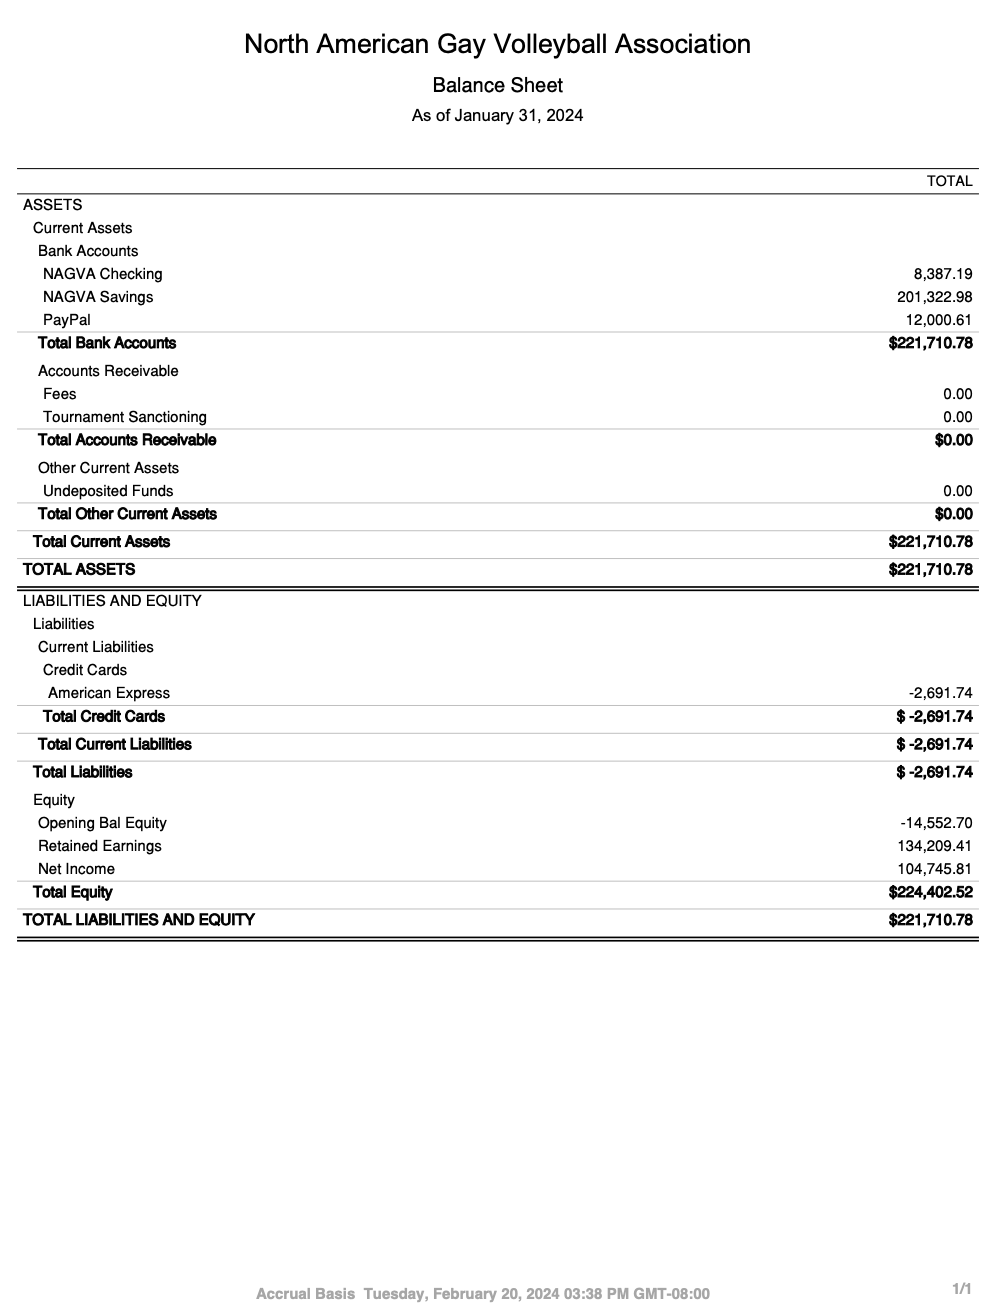 North American Gay Volleyball Association
Balance Sheet
As of January 31, 2024
TOTAL
ASSETS
Current Assets
Bank Accounts
NAGVA Checking 8,387.19
NAGVA Savings 201,322.98
PayPal 12,000.61
Total Bank Accounts $221,710.78
Accounts Receivable
Fees 0.00
Tournament Sanctioning 0.00
Total Accounts Receivable $0.00
Other Current Assets
Undeposited Funds 0.00
Total Other Current Assets $0.00
Total Current Assets $221,710.78
TOTAL ASSETS $221,710.78
LIABILITIES AND EQUITY
Liabilities
Current Liabilities
Credit Cards
American Express -2,691.74
Total Credit Cards $ -2,691.74
Total Current Liabilities $ -2,691.74
Total Liabilities $ -2,691.74
Equity
Opening Bal Equity -14,552.70
Retained Earnings 134,209.41
Net Income 104,745.81
Total Equity $224,402.52
TOTAL LIABILITIES AND EQUITY $221,710.78
Accrual Basis Tuesday, February 20, 2024 03:38 PM GMT-08:00 1/1